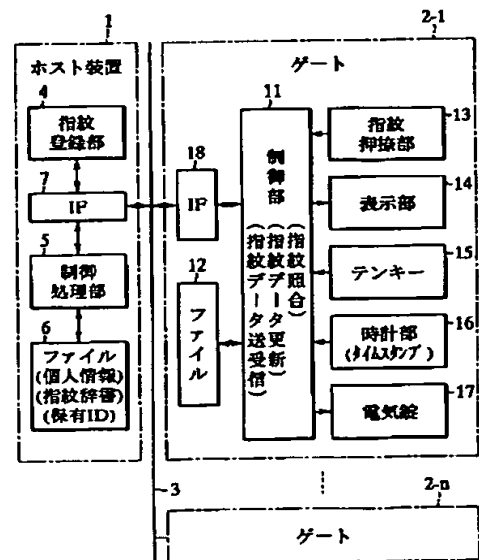 1
ホスト装置
4
指紋
登録部
7
IF
5
制御
処理部
6
ファイル
(個人情報)
(指紋辞書)
(保有ID)
2-1
ゲート
11
制御部
(指紋照合)
(指紋データ更新)
(指紋データ送受信)
18
IF
12
ファイル
13
指紋
押捺部
14
表示部
15
テンキー
16
時計部
(タイムスタンプ)
17
電気錠
3
2-n
ゲート